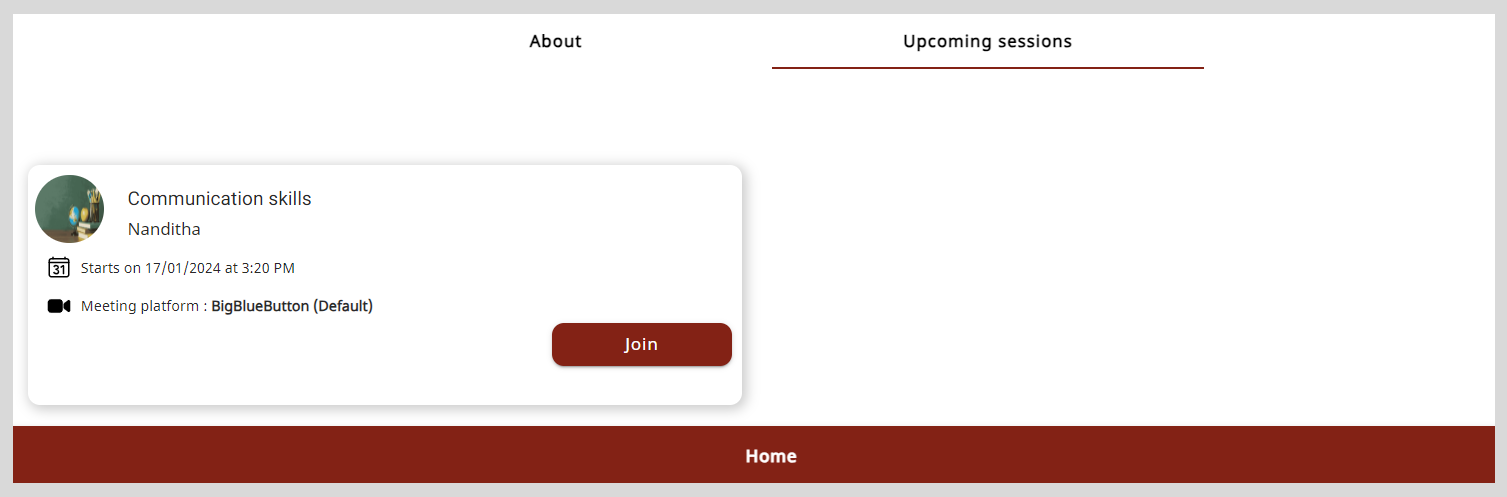 About
Upcoming sessions
Communication skills
Nanditha
31
Starts on 17/01/2024 at 3:20 PM
Meeting platform : BigBlueButton (Default)
Join
Home